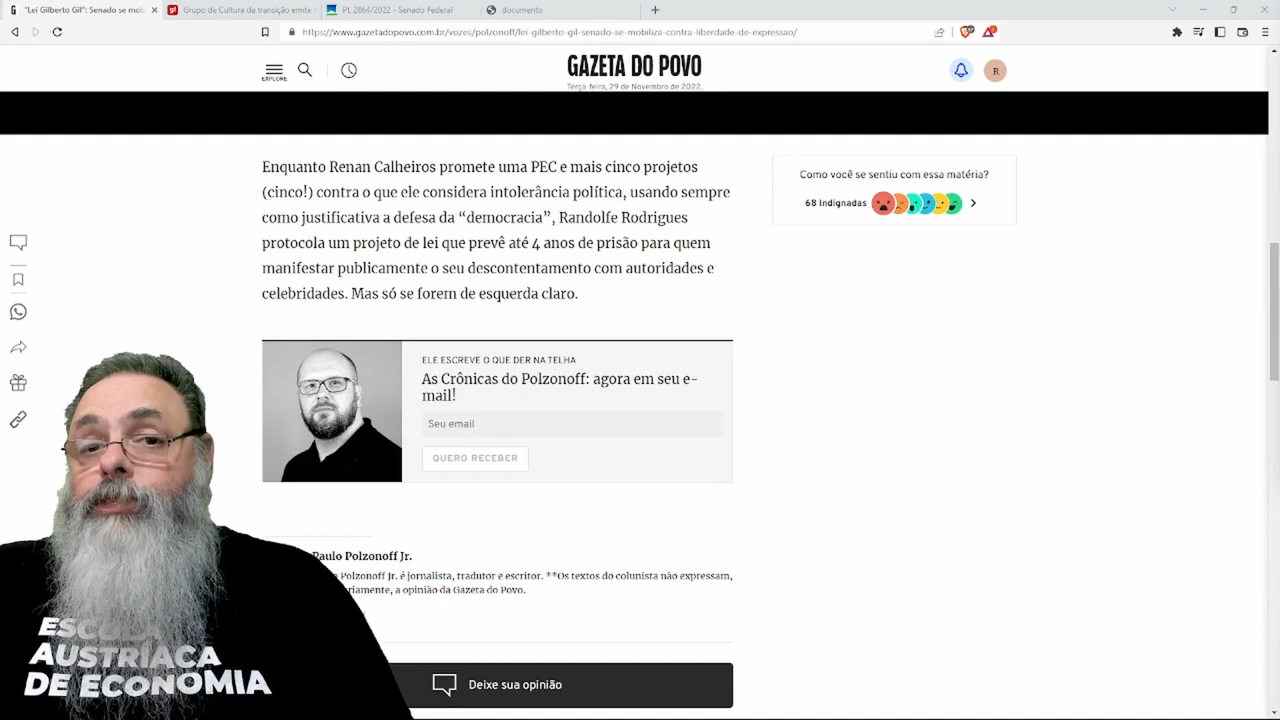 "Lei Gilberto Gil": Senado se mob
Grupo de Cultura da transição emite
PL 2864/2022 - Senado Federal
documento
https://www.gazetadopovo.com.br/vozes/polzonoff/lei-gilberto-gil-senado-se-mobiliza-contra-liberdade-de-expressao/
EXPLORE
GAZETA DO POVO
Terça-feira, 29 de Novembro de 2022.
R
Enquanto Renan Calheiros promete uma PEC e mais cinco projetos
(cinco!) contra o que ele considera intolerância política, usando sempre
como justificativa a defesa da “democracia”, Randolfe Rodrigues
protocola um projeto de lei que prevê até 4 anos de prisão para quem
manifestar publicamente o seu descontentamento com autoridades e
celebridades. Mas só se forem de esquerda claro.
Como você se sentiu com essa matéria?
68 Indignadas
ELE ESCREVE O QUE DER NA TELHA
As Crônicas do Polzonoff: agora em seu e-
mail!
Seu email
QUERO RECEBER
Paulo Polzonoff Jr.
Polzonoff Jr. é jornalista, tradutor e escritor. **Os textos do colunista não expressam,
riamente, a opinião da Gazeta do Povo.
Deixe sua opinião
AUSTRÍACA
DE ECONOMIA